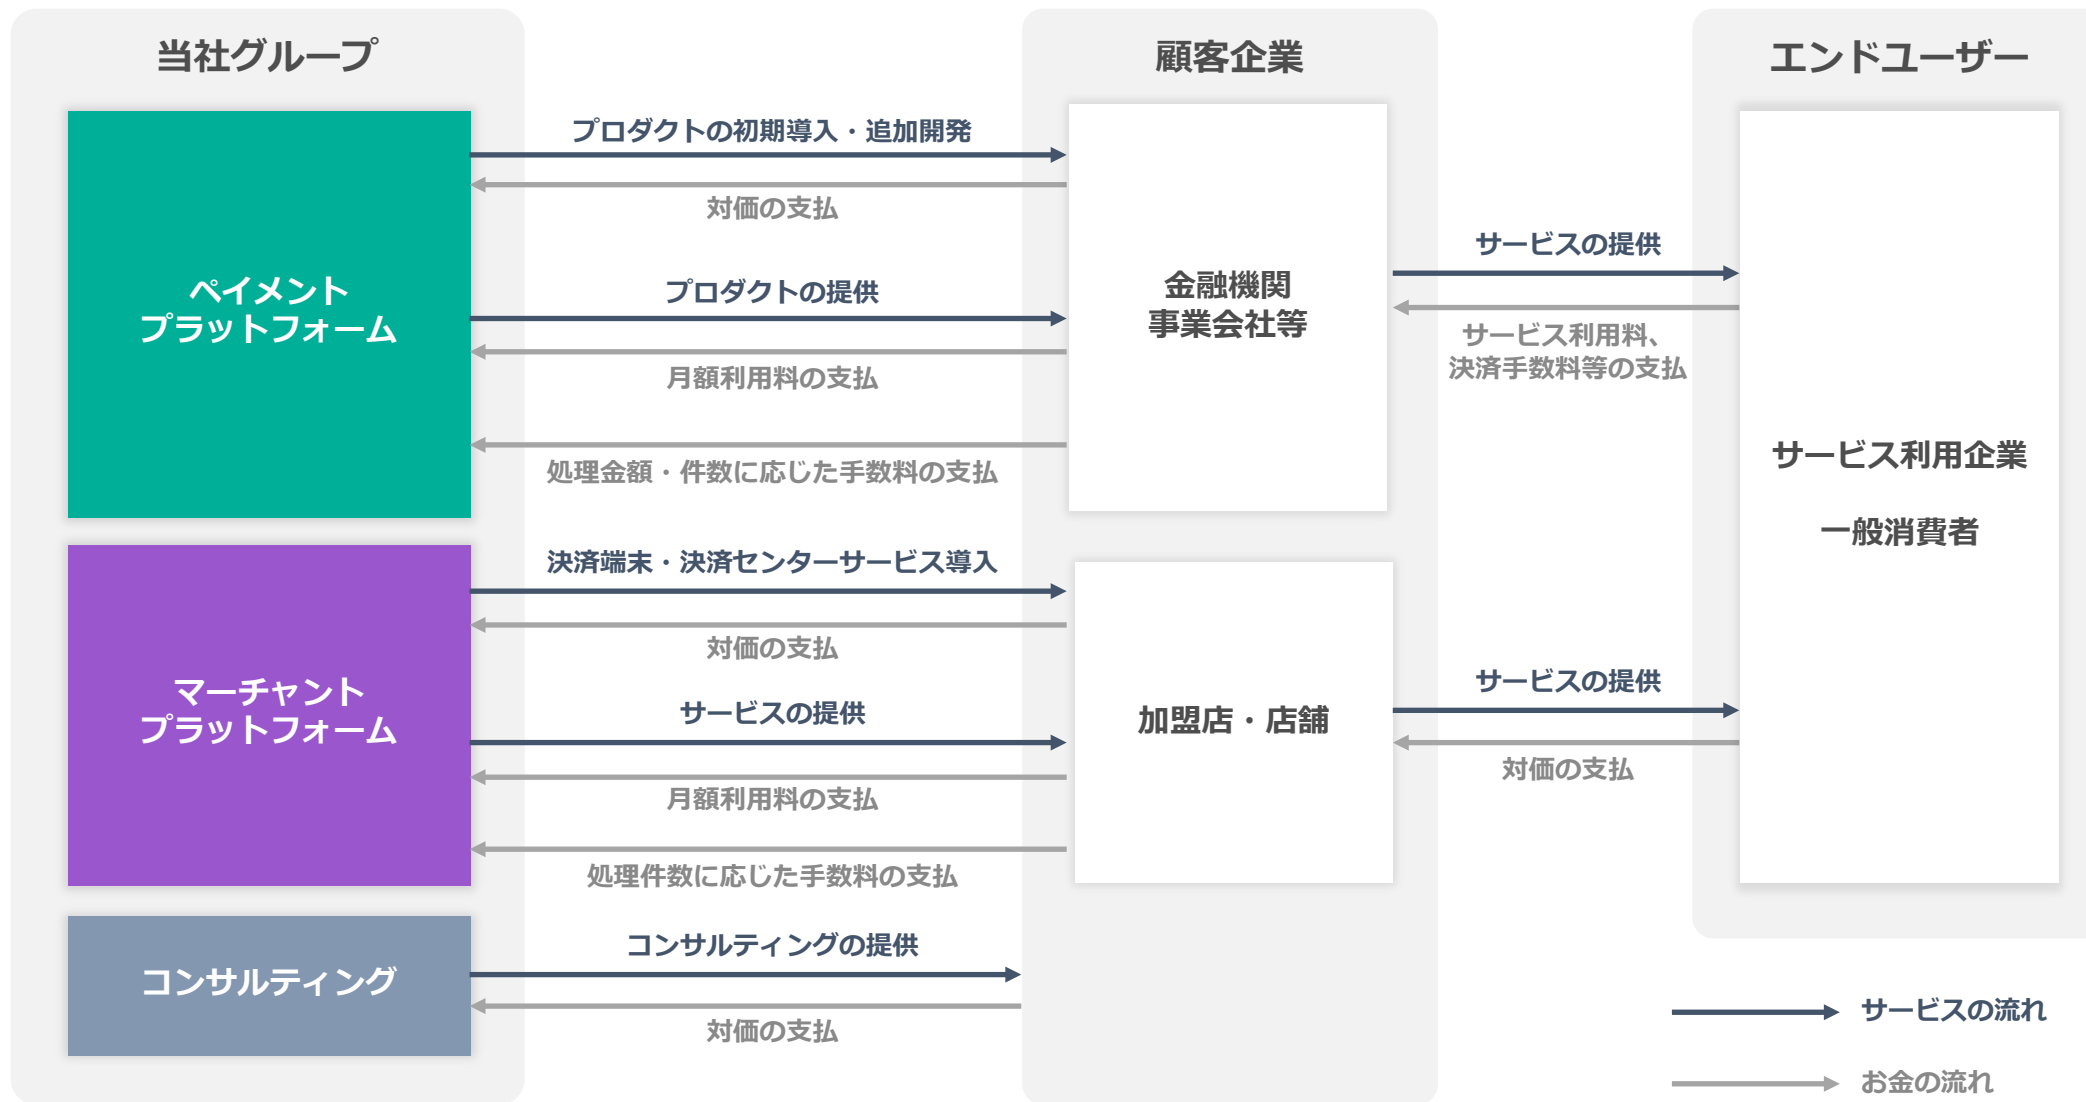 当社グループ
顧客企業
エンドユーザー
プロダクトの初期導入・追加開発
対価の支払
ペイメント
プラットフォーム
プロダクトの提供
月額利用料の支払
処理金額・件数に応じた手数料の支払
金融機関
事業会社等
サービスの提供
サービス利用料、
決済手数料等の支払
サービス利用企業
一般消費者
決済端末・決済センターサービス導入
対価の支払
マーチャント
プラットフォーム
サービスの提供
月額利用料の支払
処理件数に応じた手数料の支払
加盟店・店舗
サービスの提供
対価の支払
コンサルティング
コンサルティングの提供
対価の支払
サービスの流れ
お金の流れ